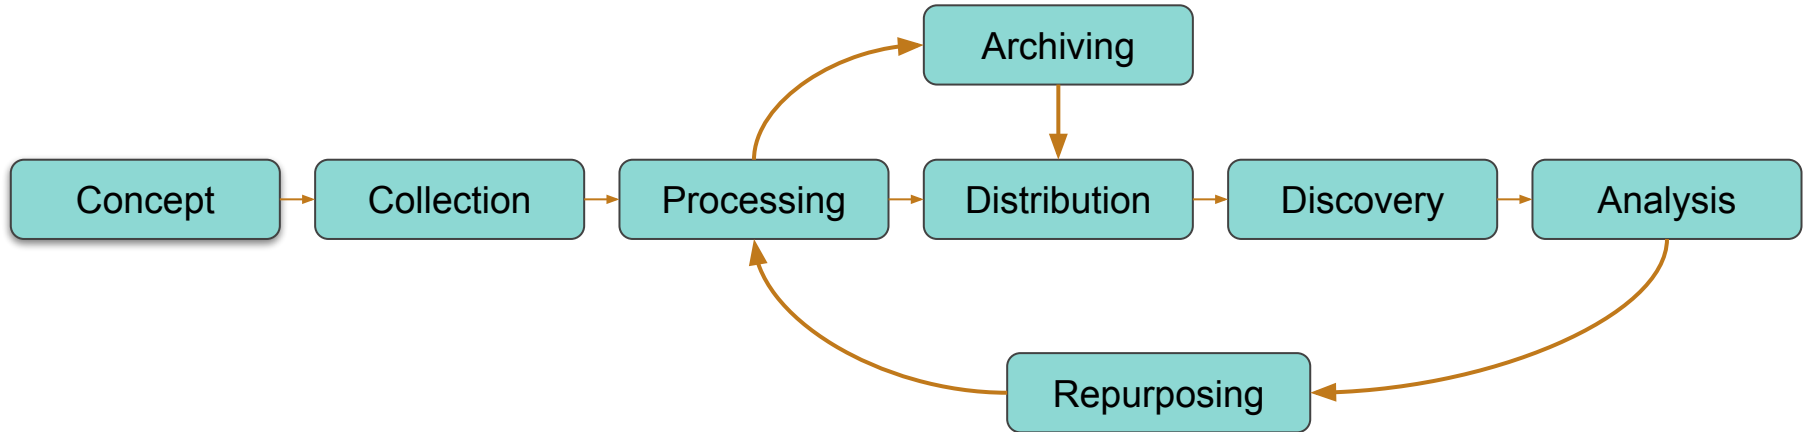 Archiving
Concept
Collection
Processing
Distribution
Discovery
Analysis
Repurposing